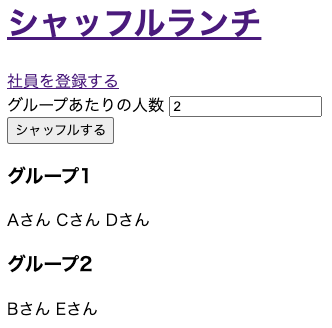 シャッフルランチ
社員を登録する
グループあたりの人数 2
シャッフルする
グループ1
Aさん Cさん Dさん
グループ2
Bさん Eさん